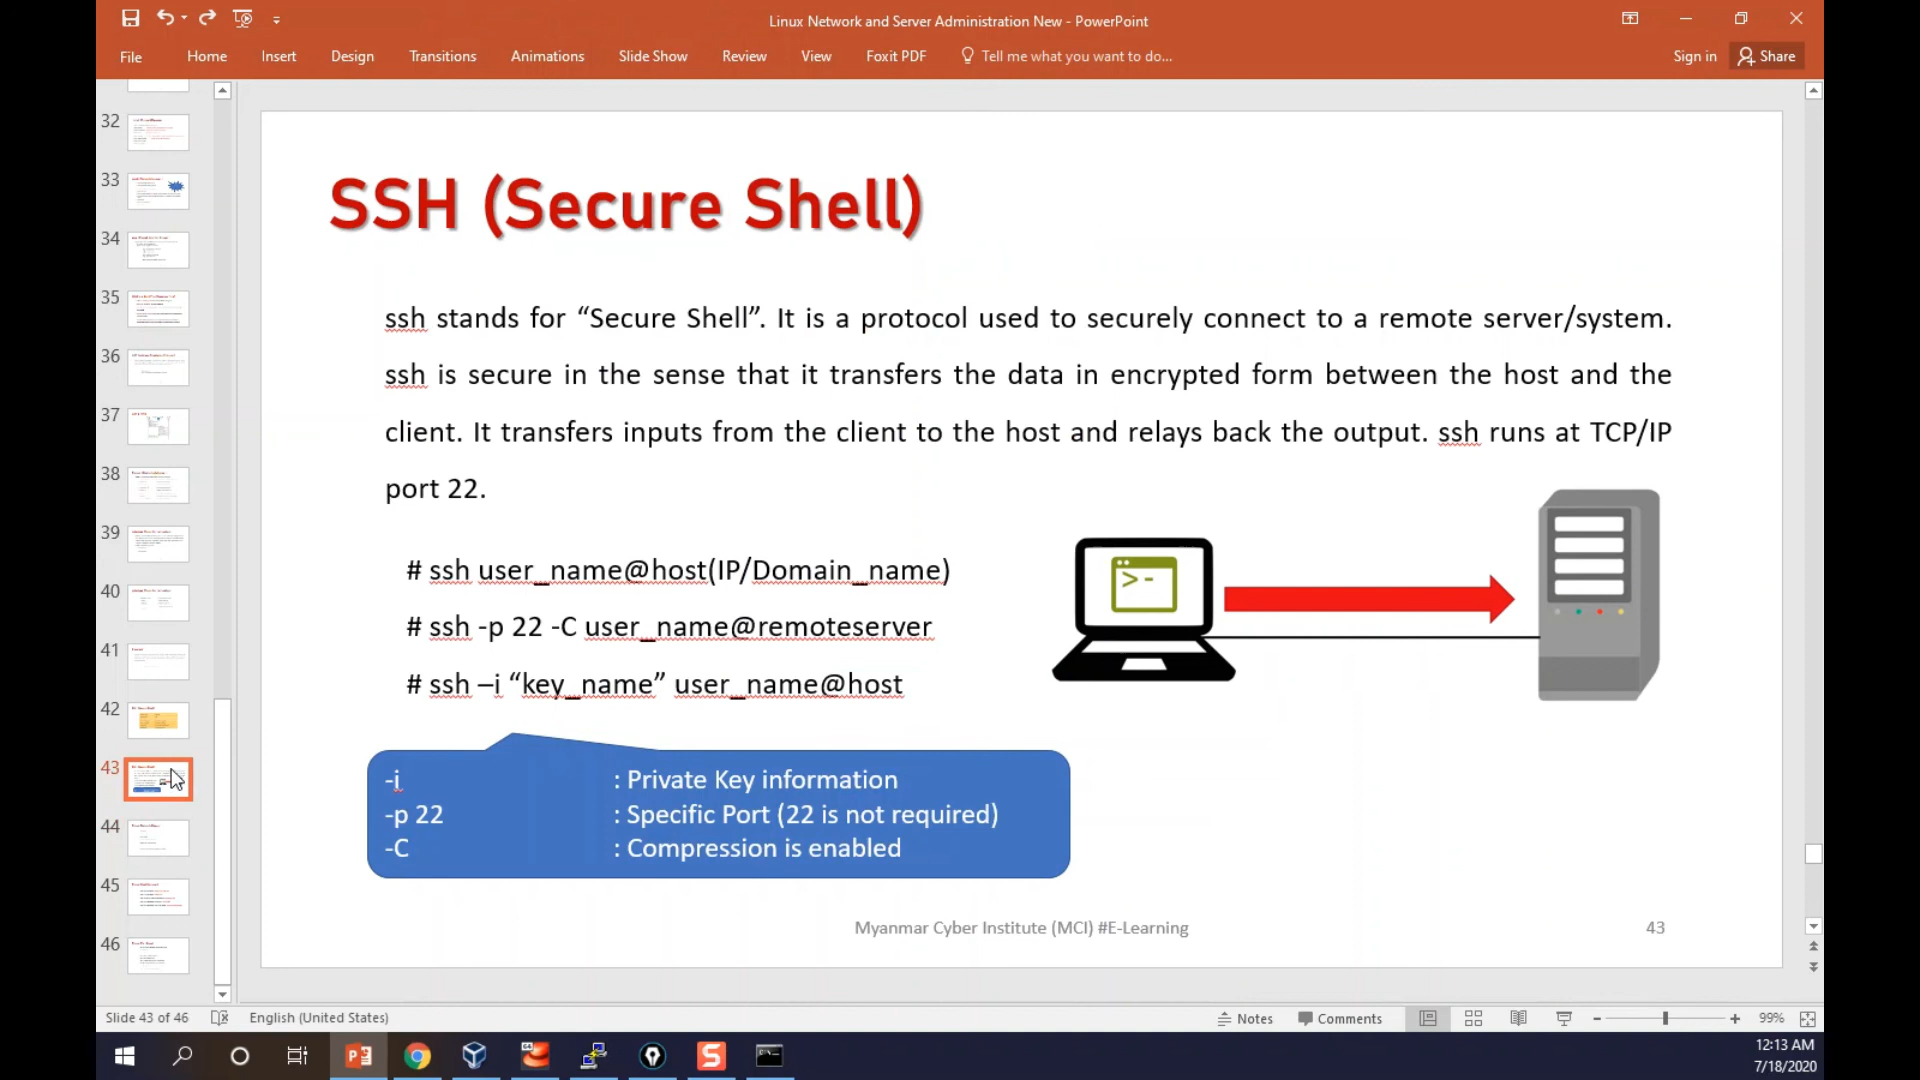 Linux Network and Server Administration New - PowerPoint
File Home Insert Design Transitions Animations Slide Show Review View Foxit PDF Tell me what you want to do... Sign in Share
32
33
34
35
36
37
38
39
40
41
42
43
44
45
46
SSH (Secure Shell)
ssh stands for “Secure Shell”. It is a protocol used to securely connect to a remote server/system.
ssh is secure in the sense that it transfers the data in encrypted form between the host and the
client. It transfers inputs from the client to the host and relays back the output. ssh runs at TCP/IP
port 22.
# ssh user_name@host(IP/Domain_name)
# ssh -p 22 -C user_name@remoteserver
# ssh –i “key_name” user_name@host
-i : Private Key information
-p 22 : Specific Port (22 is not required)
-C : Compression is enabled
Myanmar Cyber Institute (MCI) #E-Learning 43
Slide 43 of 46 English (United States) Notes Comments 99%
12:13 AM
7/18/2020